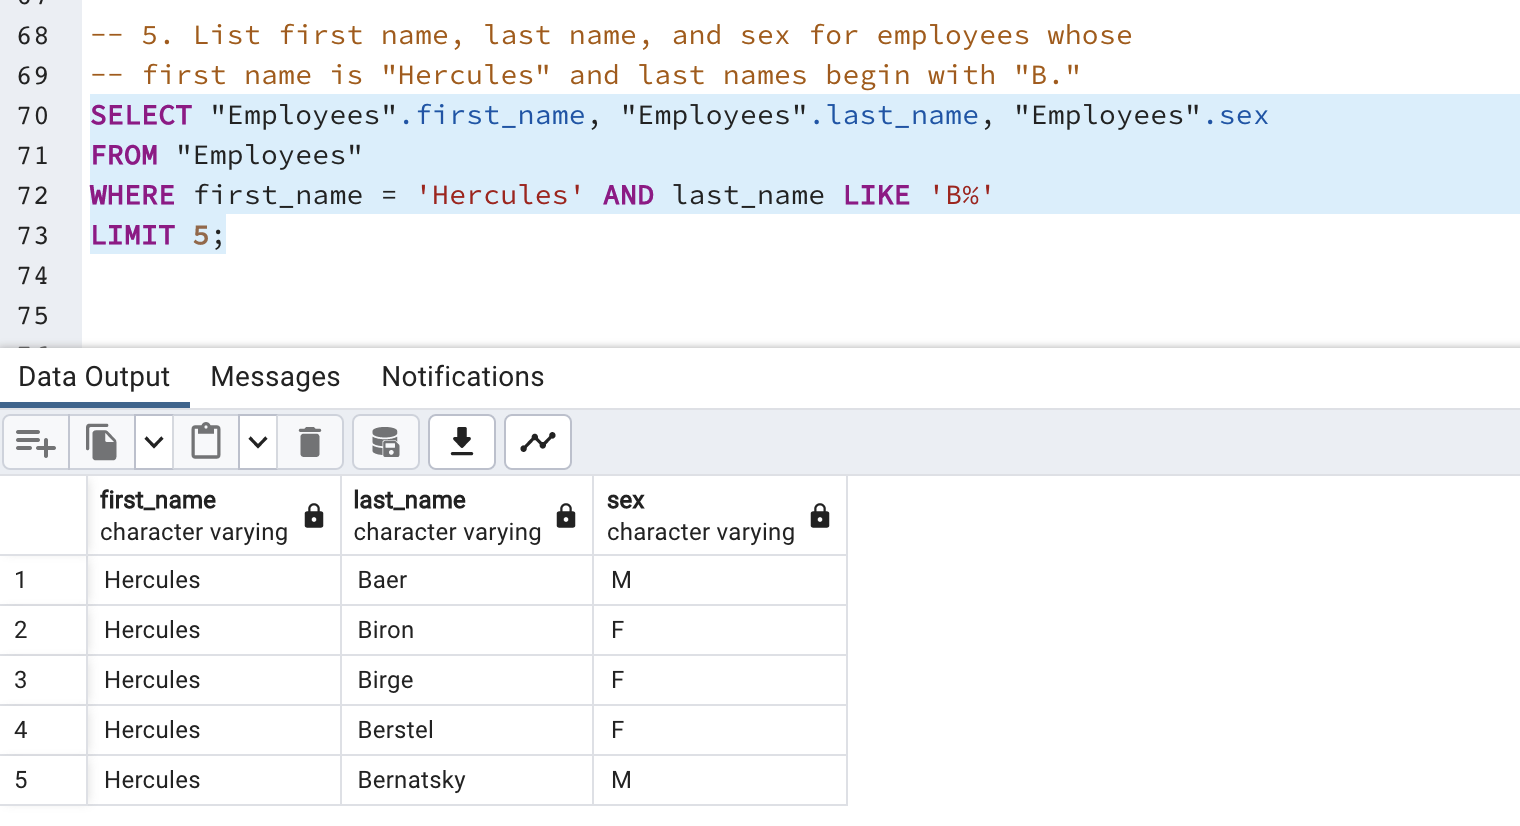 68 -- 5. List first name, last name, and sex for employees whose
69 -- first name is "Hercules" and last names begin with "B."
70 SELECT "Employees".first_name, "Employees".last_name, "Employees".sex
71 FROM "Employees"
72 WHERE first_name = 'Hercules' AND last_name LIKE 'B%'
73 LIMIT 5;
74
75
Data Output Messages Notifications
first_name last_name sex
character varying character varying character varying
1 Hercules Baer M
2 Hercules Biron F
3 Hercules Birge F
4 Hercules Berstel F
5 Hercules Bernatsky M